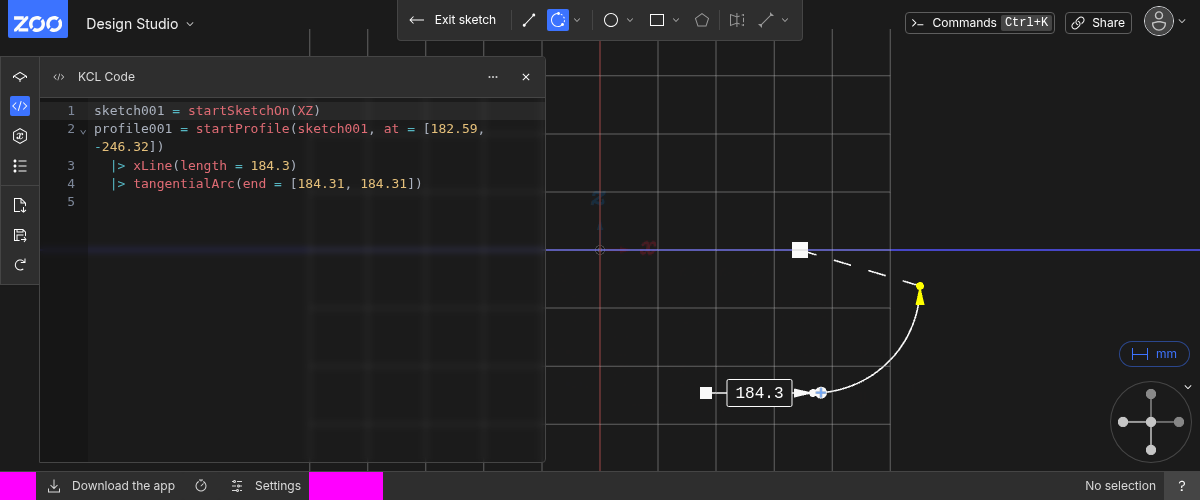 ZOO
Design Studio
Exit sketch
Commands Ctrl+K
Share
KCL Code
1 sketch001 = startSketchOn(XZ)
2 profile001 = startProfile(sketch001, at = [182.59,
-246.32])
3 |> xLine(length = 184.3)
4 |> tangentialArc(end = [184.31, 184.31])
5
z
x
184.3
mm
Download the app
Settings
No selection
?